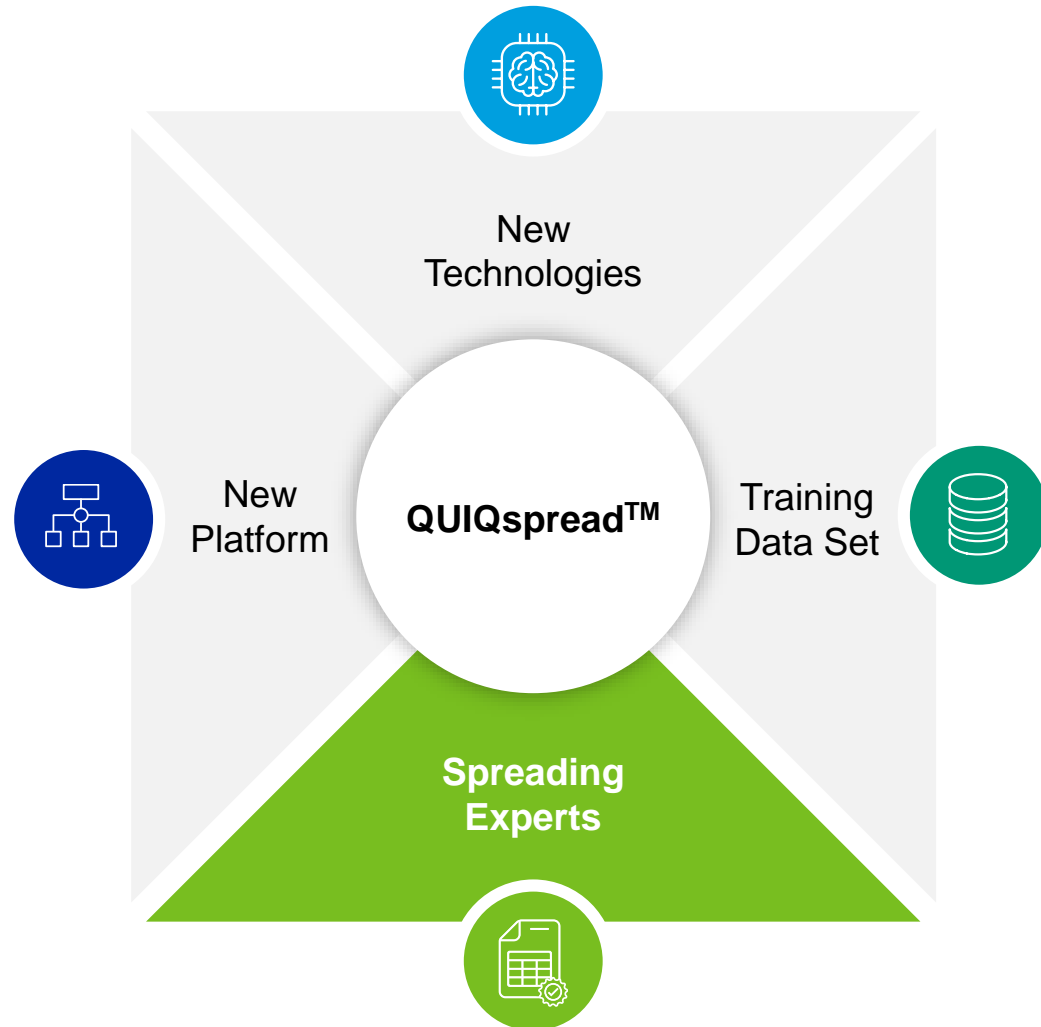 New
Technologies
New
Platform
QUIQspread™
Training
Data Set
Spreading
Experts